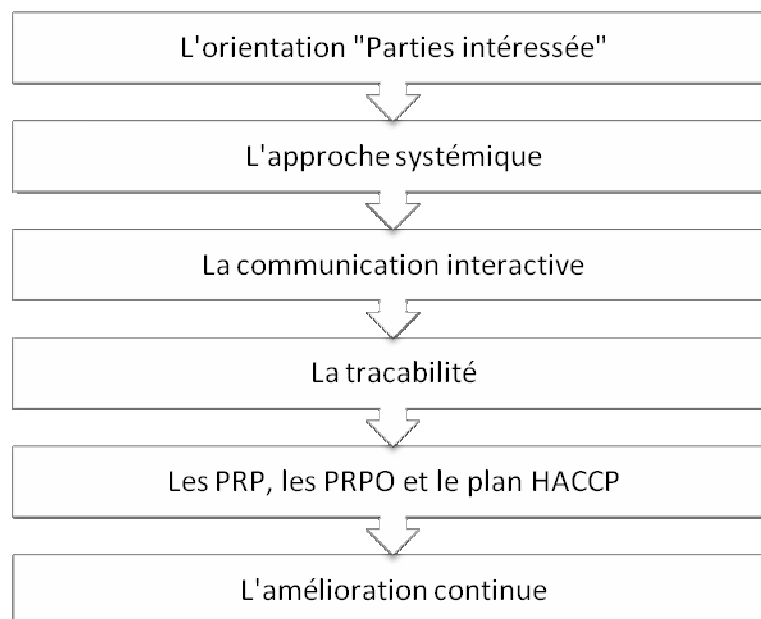 L'orientation "Parties intéressée"
L'approche systémique
La communication interactive
La tracabilité
Les PRP, les PRPO et le plan HACCP
L'amélioration continue